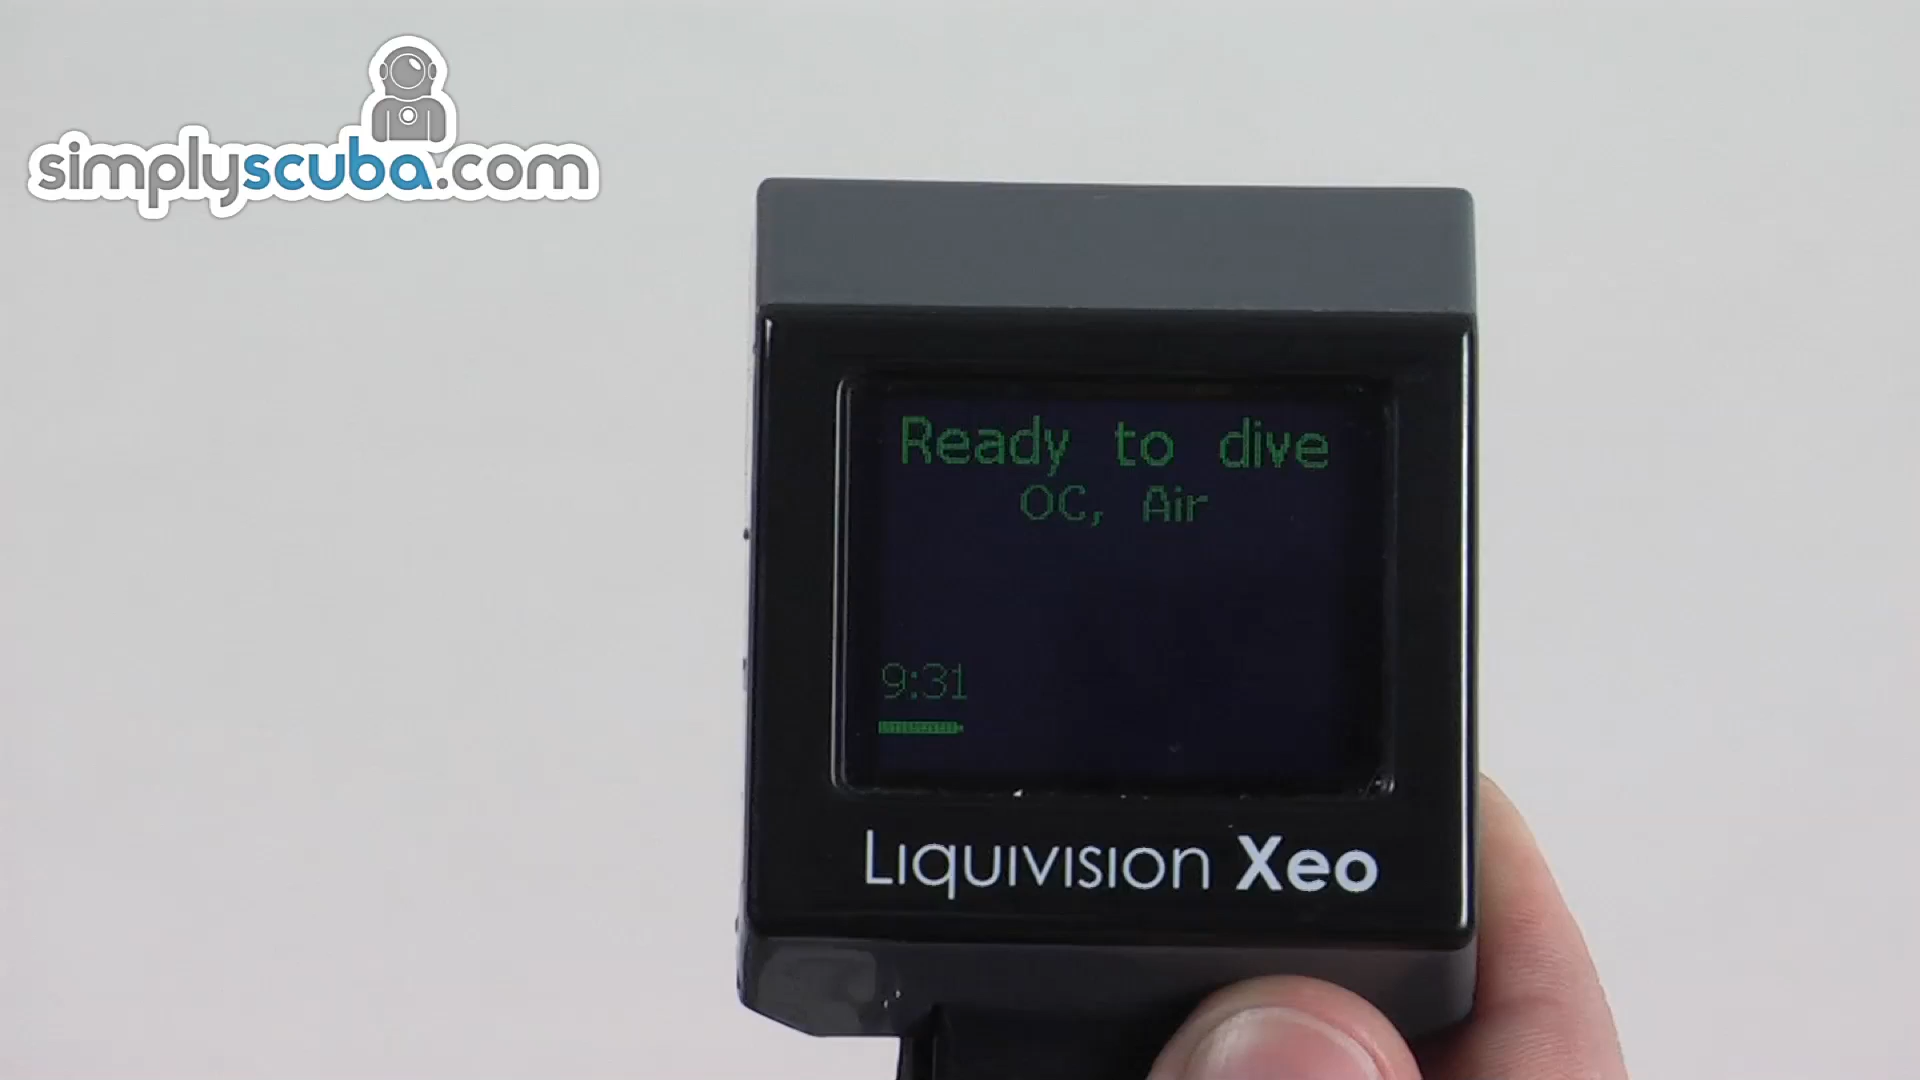 simplyscuba.com
Ready to dive
OC, Air
9:31
Liquivision Xeo